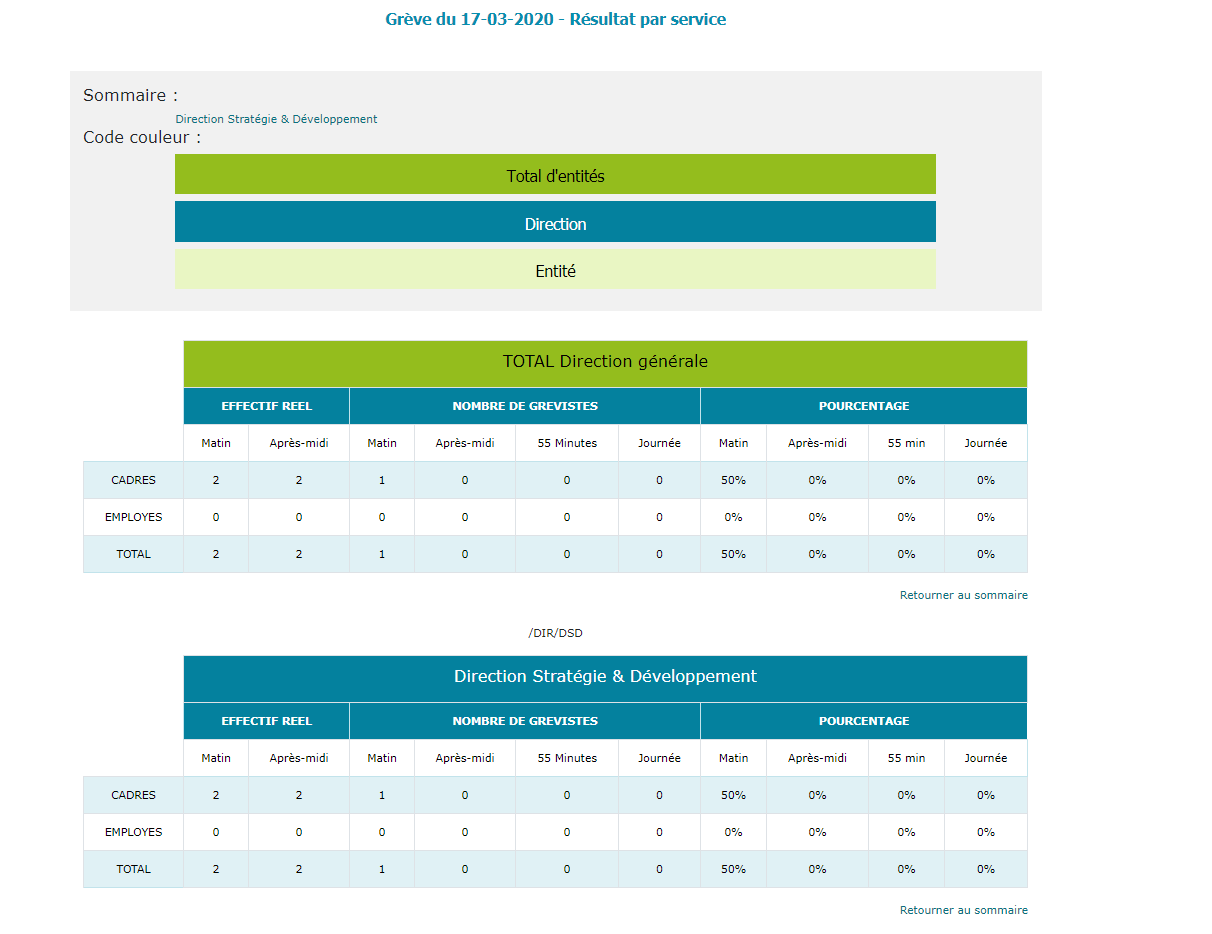 Grève du 17-03-2020 - Résultat par service
Sommaire :
Direction Stratégie & Développement
Code couleur :
Total d'entités
Direction
Entité
TOTAL Direction générale
EFFECTIF REEL NOMBRE DE GREVISTES POURCENTAGE
Matin Après-midi Matin Après-midi 55 Minutes Journée Matin Après-midi 55 min Journée
CADRES 2 2 1 0 0 0 50% 0% 0% 0%
EMPLOYES 0 0 0 0 0 0 0% 0% 0% 0%
TOTAL 2 2 1 0 0 0 50% 0% 0% 0%
Retourner au sommaire
/DIR/DSD
Direction Stratégie & Développement
EFFECTIF REEL NOMBRE DE GREVISTES POURCENTAGE
Matin Après-midi Matin Après-midi 55 Minutes Journée Matin Après-midi 55 min Journée
CADRES 2 2 1 0 0 0 50% 0% 0% 0%
EMPLOYES 0 0 0 0 0 0 0% 0% 0% 0%
TOTAL 2 2 1 0 0 0 50% 0% 0% 0%
Retourner au sommaire